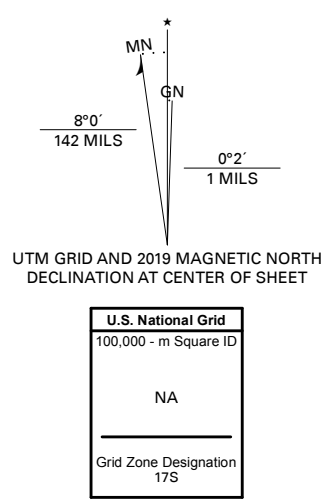 ★
MN
GN
8°0´
142 MILS
0°2´
1 MILS
UTM GRID AND 2019 MAGNETIC NORTH
DECLINATION AT CENTER OF SHEET
U.S. National Grid
100,000 - m Square ID
NA
Grid Zone Designation
17S